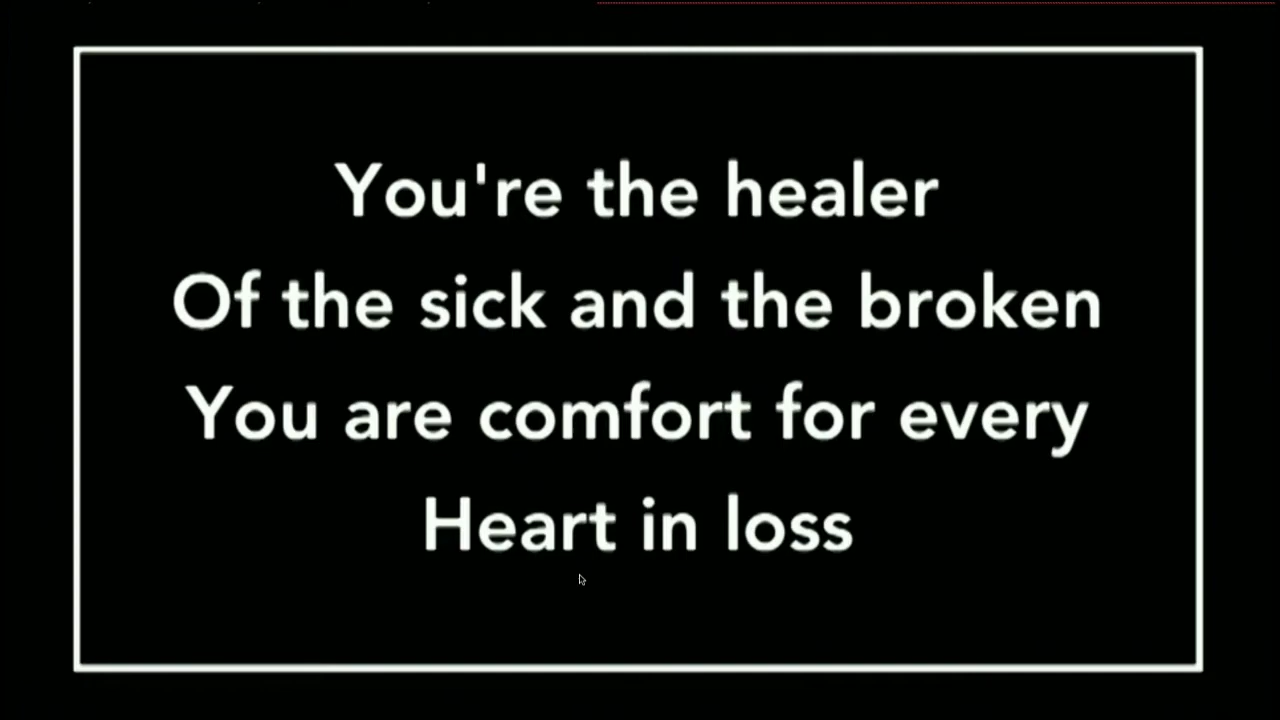 You're the healer
Of the sick and the broken
You are comfort for every
Heart in loss